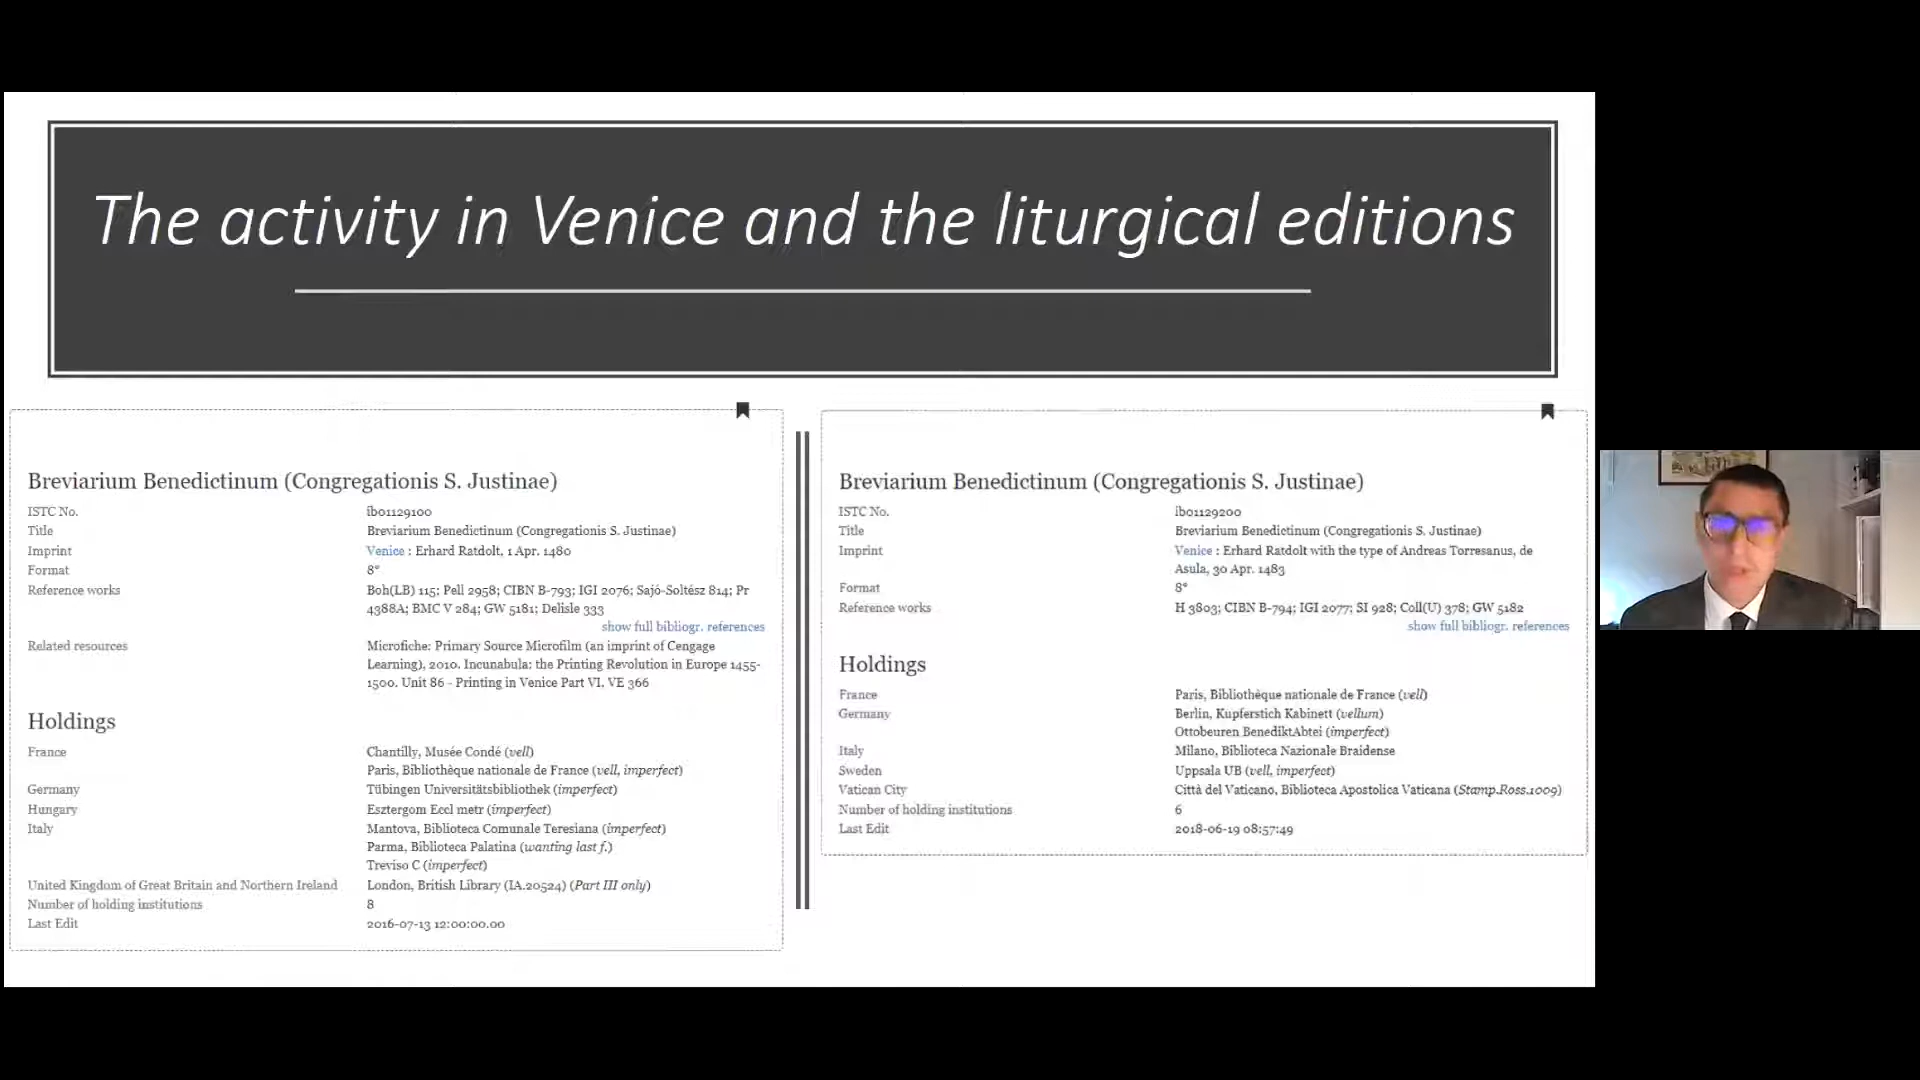 The activity in Venice and the liturgical editions
Breviarium Benedictinum (Congregationis S. Justinae)
ISTC No. ib01129100
Title Breviarium Benedictinum (Congregationis S. Justinae)
Imprint Venice : Erhard Ratdolt, 1 Apr. 1480
Format 8°
Reference works Boh(LB) 115; Pell 2958; CIBN B-793; IGI 2076; Sajó-Soltész 814; Pr
4388A; BMC V 284; GW 5181; Delisle 333
show full bibliogr. references
Related resources Microfiche: Primary Source Microfilm (an imprint of Cengage
Learning), 2010. Incunabula: the Printing Revolution in Europe 1455-
1500. Unit 86 - Printing in Venice Part VI, VE 366
Holdings
France Chantilly, Musée Condé (vell)
Paris, Bibliothèque nationale de France (vell, imperfect)
Germany Tübingen Universitätsbibliothek (imperfect)
Hungary Esztergom Eccl metr (imperfect)
Italy Mantova, Biblioteca Comunale Teresiana (imperfect)
Parma, Biblioteca Palatina (wanting last f.)
Treviso C (imperfect)
United Kingdom of Great Britain and Northern Ireland London, British Library (IA.20524) (Part III only)
Number of holding institutions 8
Last Edit 2016-07-13 12:00:00.00
Breviarium Benedictinum (Congregationis S. Justinae)
ISTC No. ib01129200
Title Breviarium Benedictinum (Congregationis S. Justinae)
Imprint Venice : Erhard Ratdolt with the type of Andreas Torresanus, de
Asula, 30 Apr. 1483
Format 8°
Reference works H 3803; CIBN B-794; IGI 2077; SI 928; Coll(U) 378; GW 5182
show full bibliogr. references
Holdings
France Paris, Bibliothèque nationale de France (vell)
Germany Berlin, Kupferstich Kabinett (vellum)
Ottobeuren BenediktAbtei (imperfect)
Italy Milano, Biblioteca Nazionale Braidense
Sweden Uppsala UB (vell, imperfect)
Vatican City Città del Vaticano, Biblioteca Apostolica Vaticana (Stamp.Ross.1009)
Number of holding institutions 6
Last Edit 2018-06-19 08:57:49